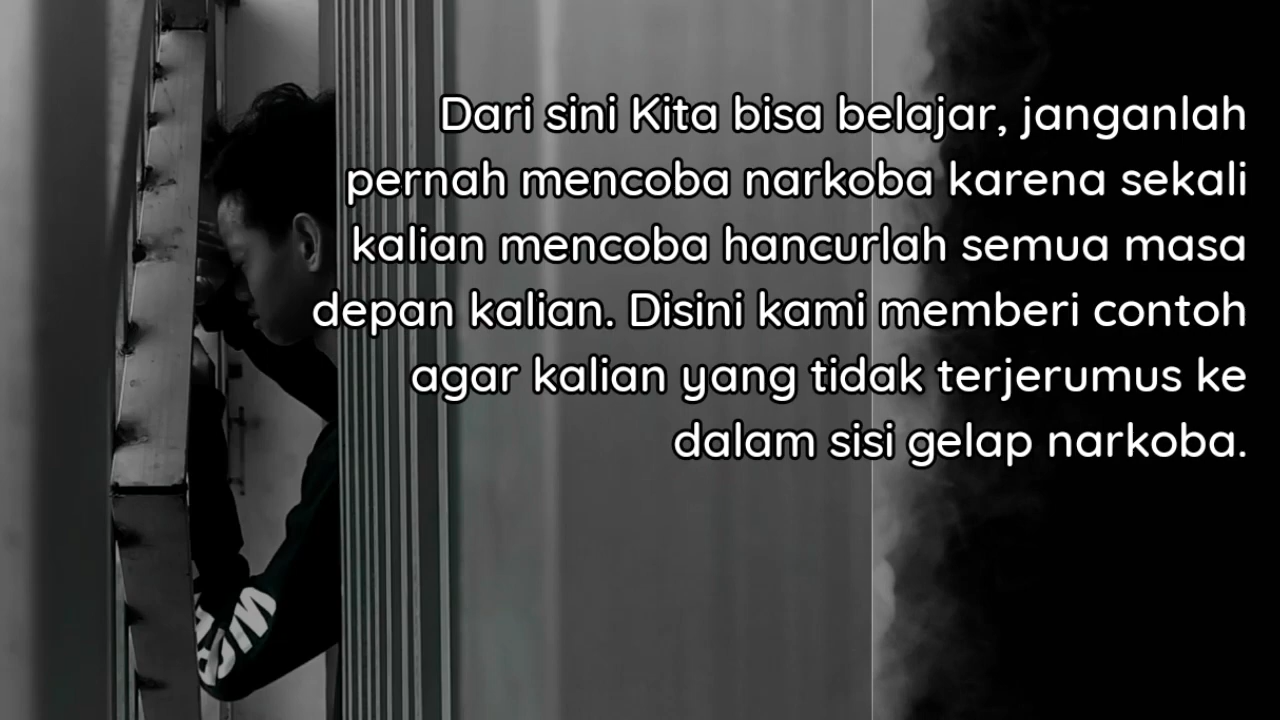 Dari sini Kita bisa belajar, janganlah
pernah mencoba narkoba karena sekali
kalian mencoba hancurlah semua masa
depan kalian. Disini kami memberi contoh
agar kalian yang tidak terjerumus ke
dalam sisi gelap narkoba.